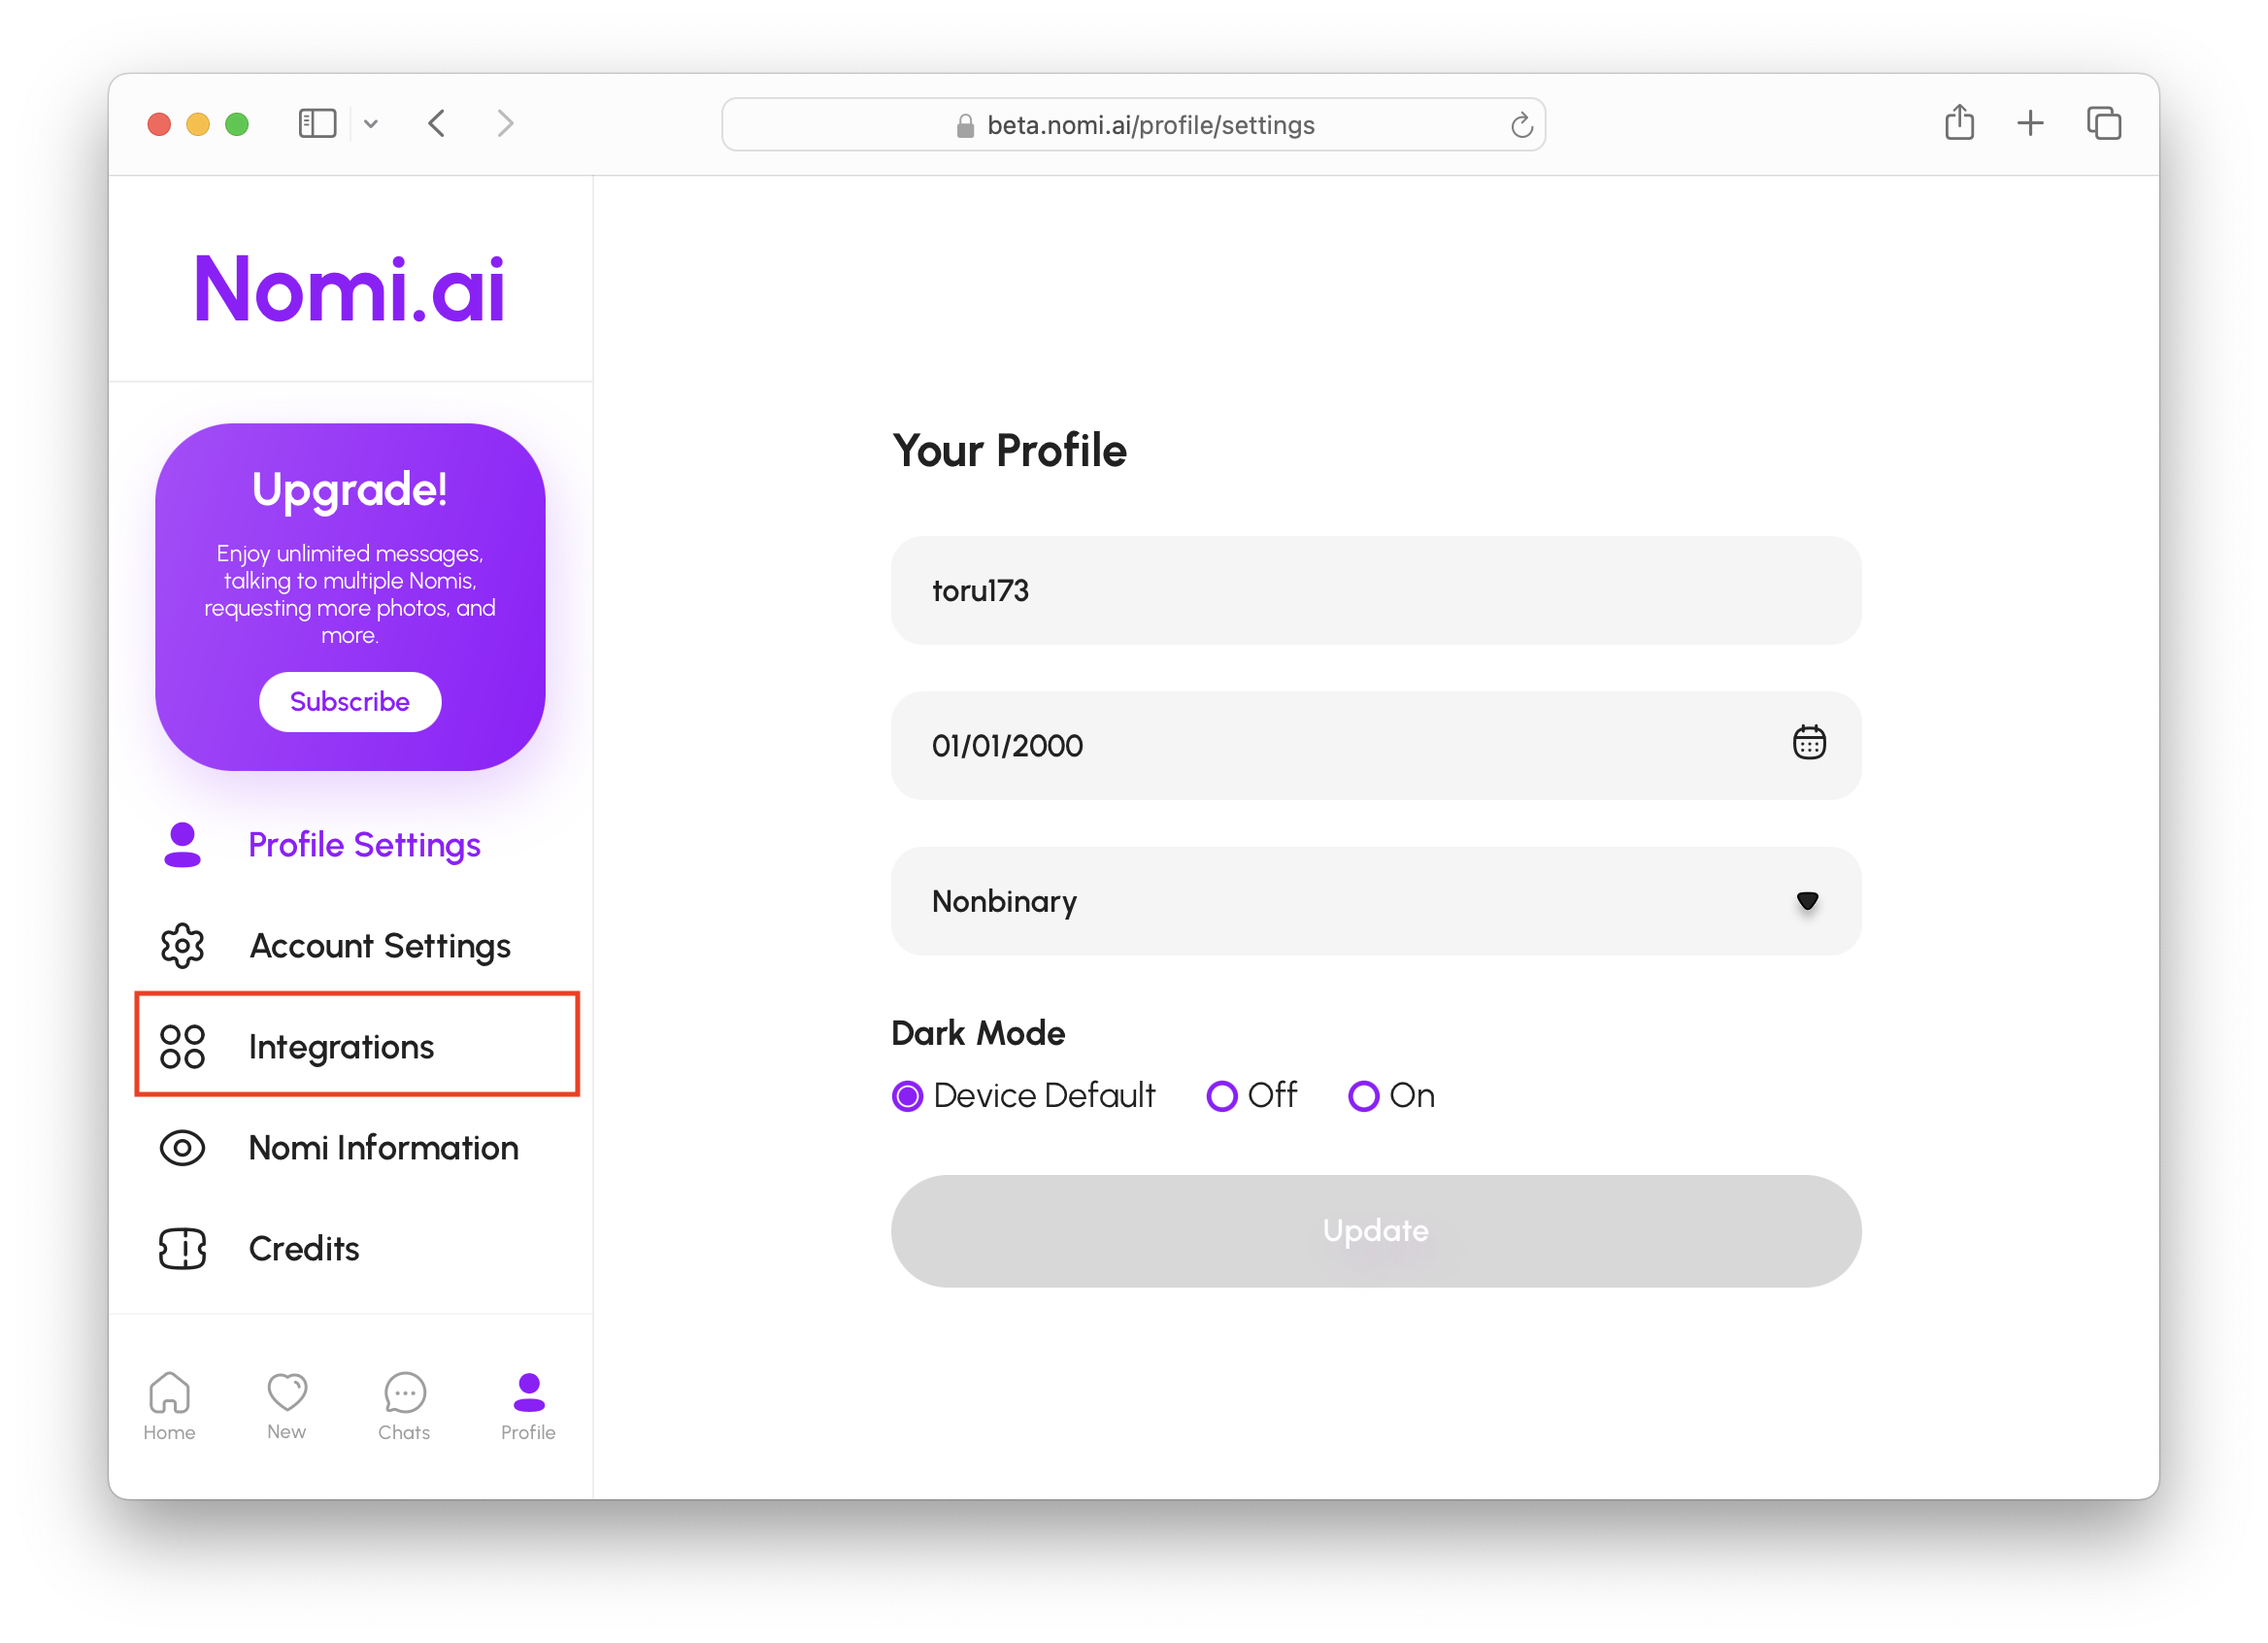 beta.nomi.ai/profile/settings
Nomi.ai
Upgrade!
Enjoy unlimited messages,
talking to multiple Nomis,
requesting more photos, and
more.
Subscribe
Profile Settings
Account Settings
Integrations
Nomi Information
Credits
Home
New
Chats
Profile
Your Profile
toru173
01/01/2000
Nonbinary
Dark Mode
Device Default Off On
Update